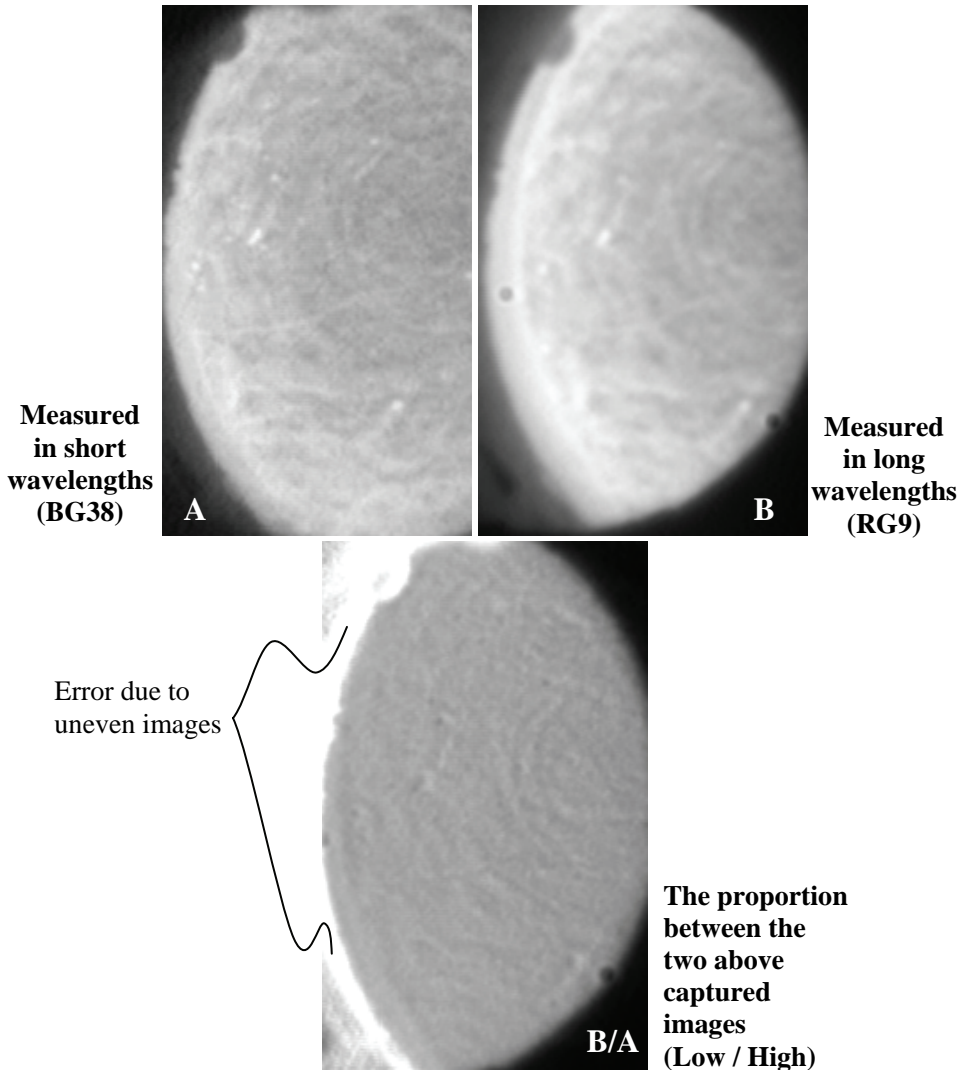 Measured
in short
wavelengths
(BG38)
A
B
Measured
in long
wavelengths
(RG9)
Error due to
uneven images
B/A
The proportion
between the
two above
captured
images
(Low / High)